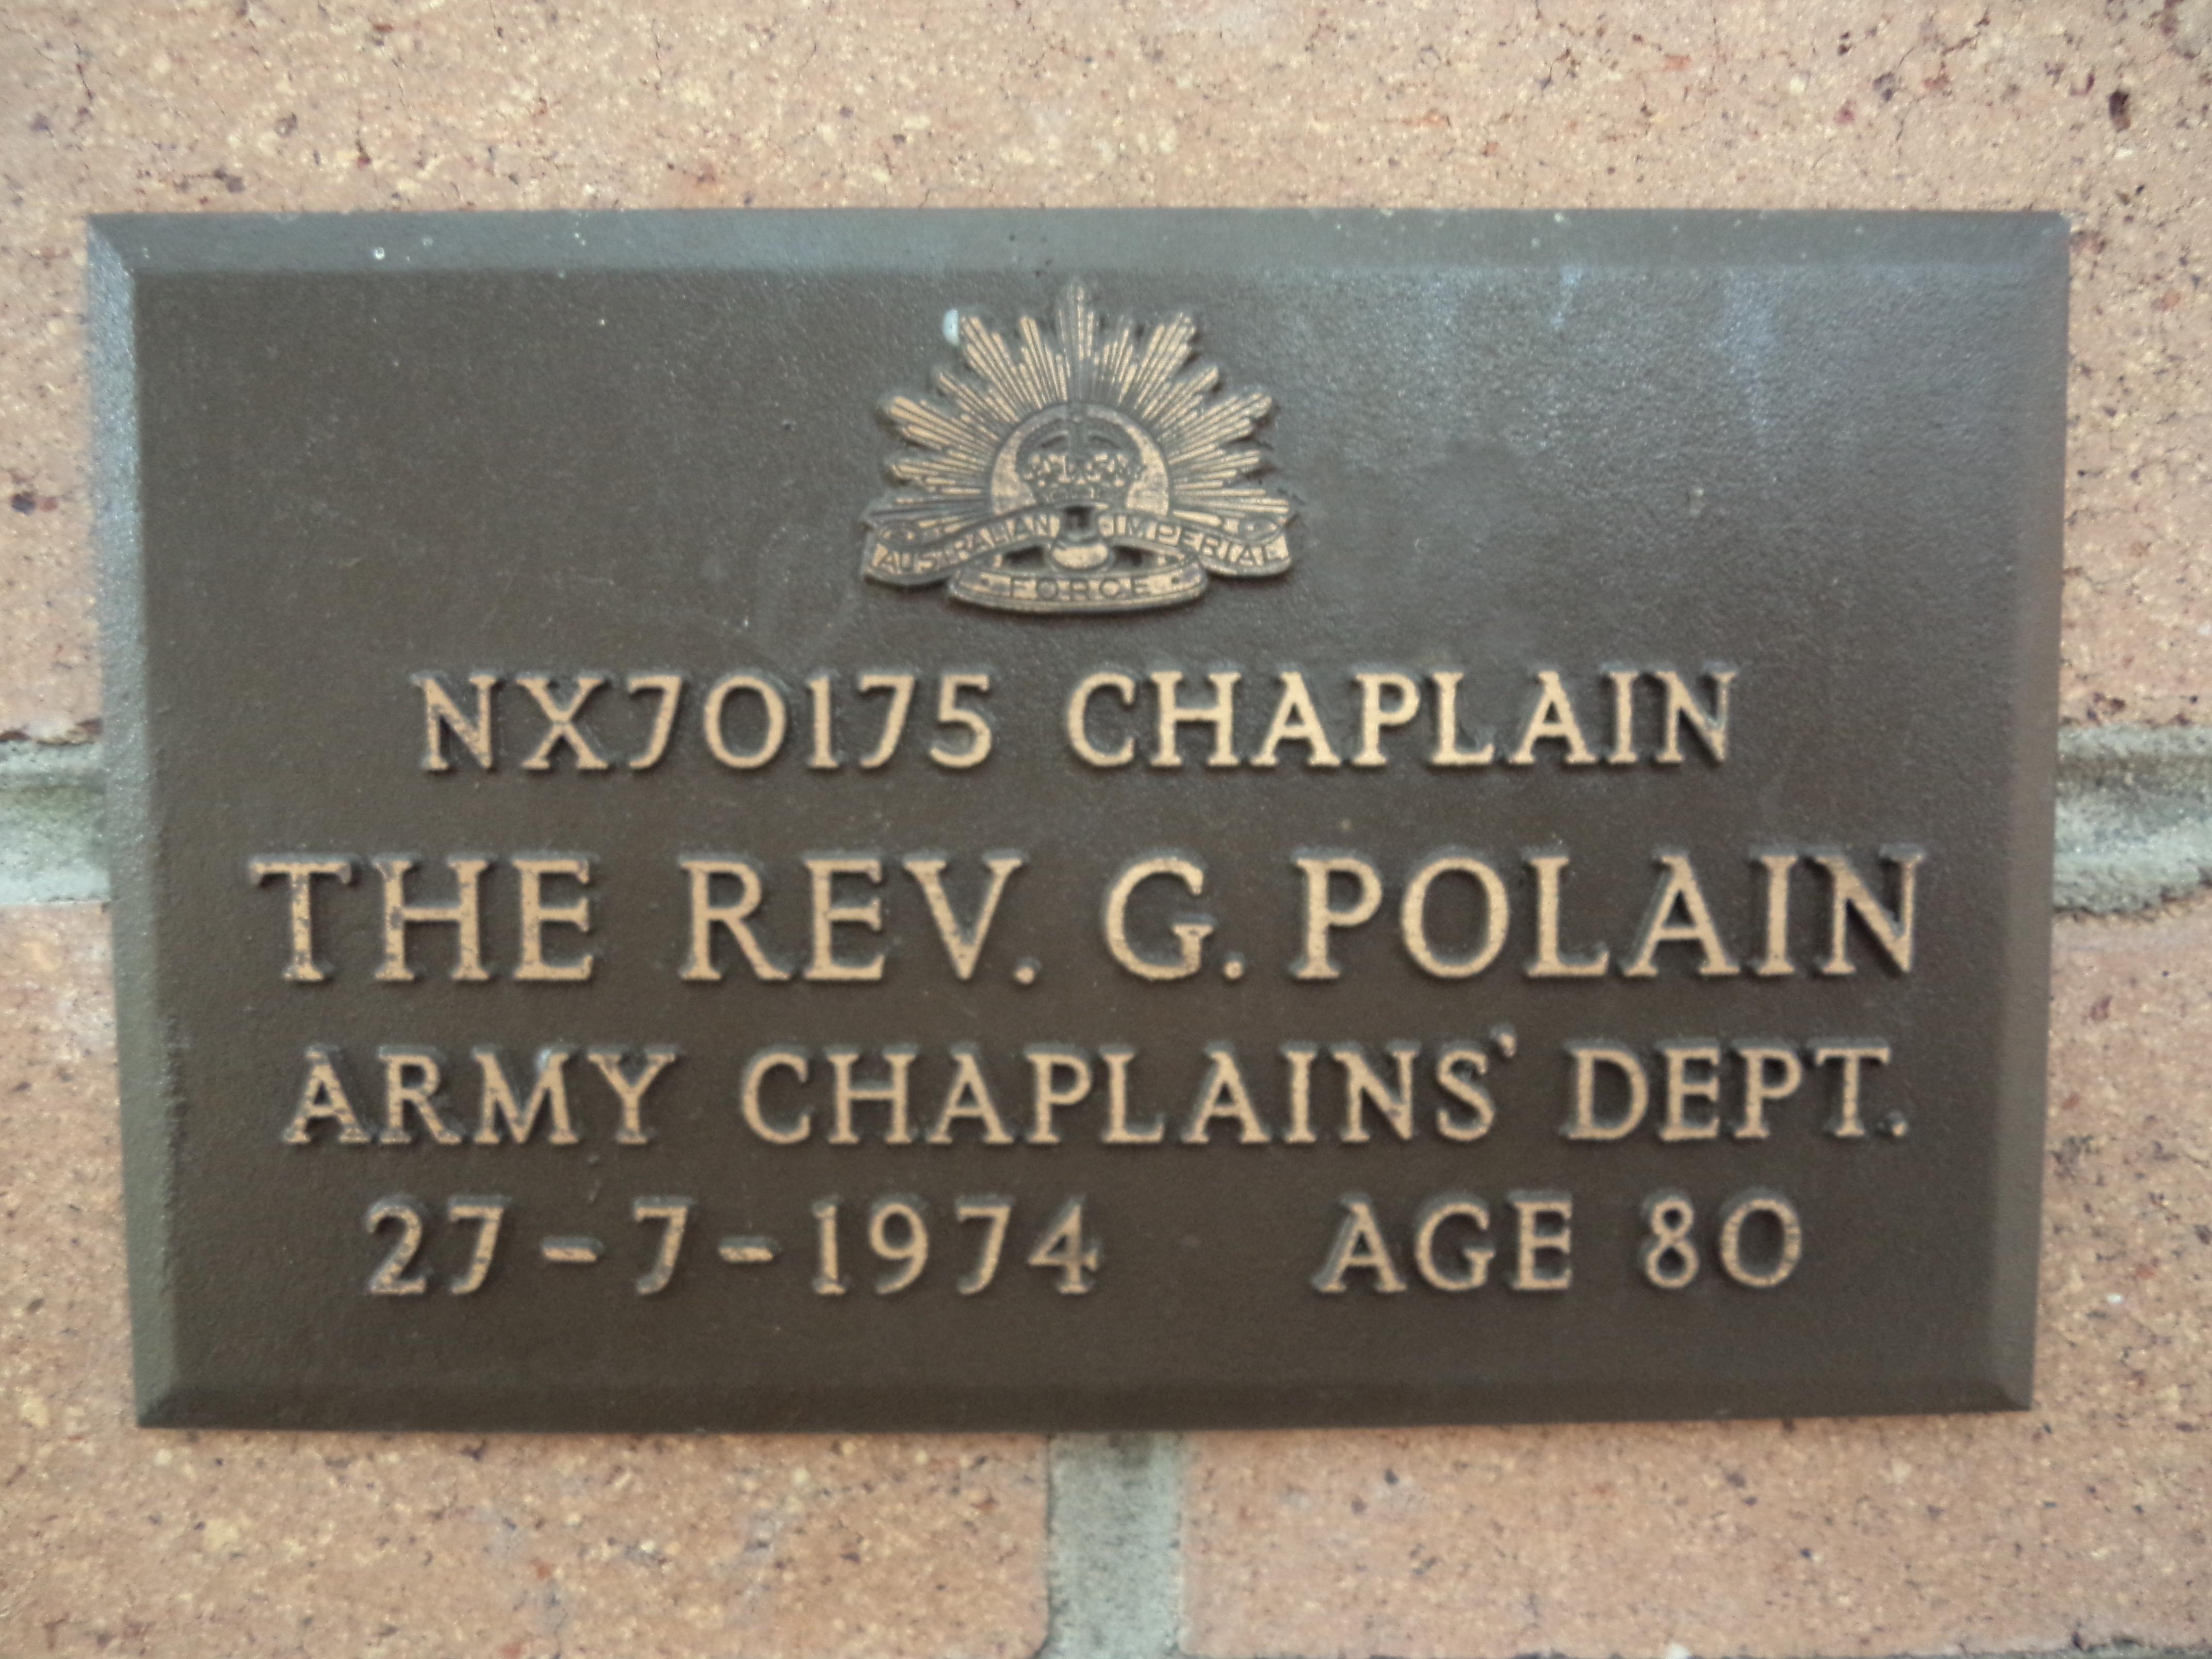 AUSTRALIAN IMPERIAL
FORCE
NX70175 CHAPLAIN
THE REV. G. POLAIN
ARMY CHAPLAINS' DEPT.
27-7-1974 AGE 80